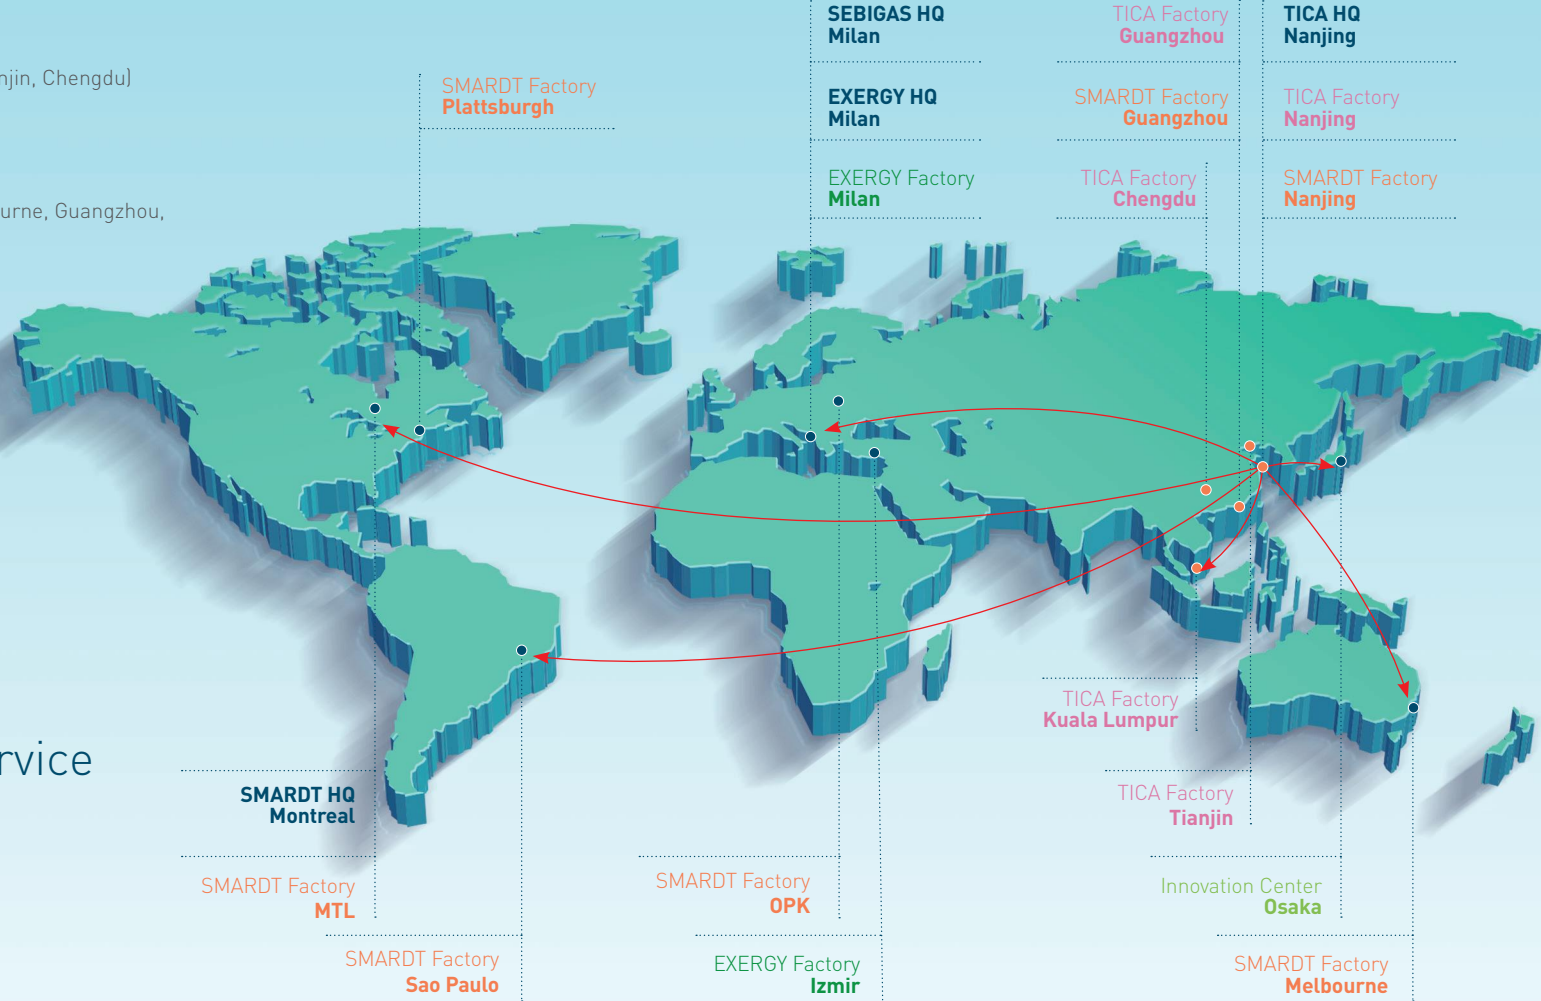 SEBIGAS HQ
Milan
TICA Factory
Guangzhou
TICA HQ
Nanjing
njin, Chengdu)
SMARDT Factory
Plattsburgh
EXERGY HQ
Milan
SMARDT Factory
Guangzhou
TICA Factory
Nanjing
EXERGY Factory
Milan
TICA Factory
Chengdu
SMARDT Factory
Nanjing
urne, Guangzhou,
TICA Factory
Kuala Lumpur
rvice
SMARDT HQ
Montreal
TICA Factory
Tianjin
SMARDT Factory
MTL
SMARDT Factory
OPK
Innovation Center
Osaka
SMARDT Factory
Sao Paulo
EXERGY Factory
Izmir
SMARDT Factory
Melbourne